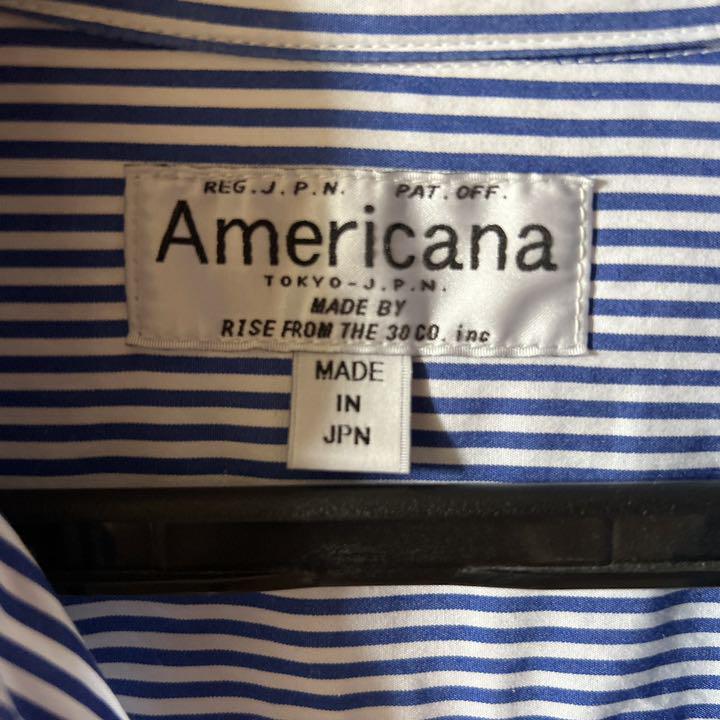 REG.J.P.N. PAT.OFF.
Americana
TOKYO-J.P.N.
MADE BY
RISE FROM THE 30 CO. inc
MADE
IN
JPN